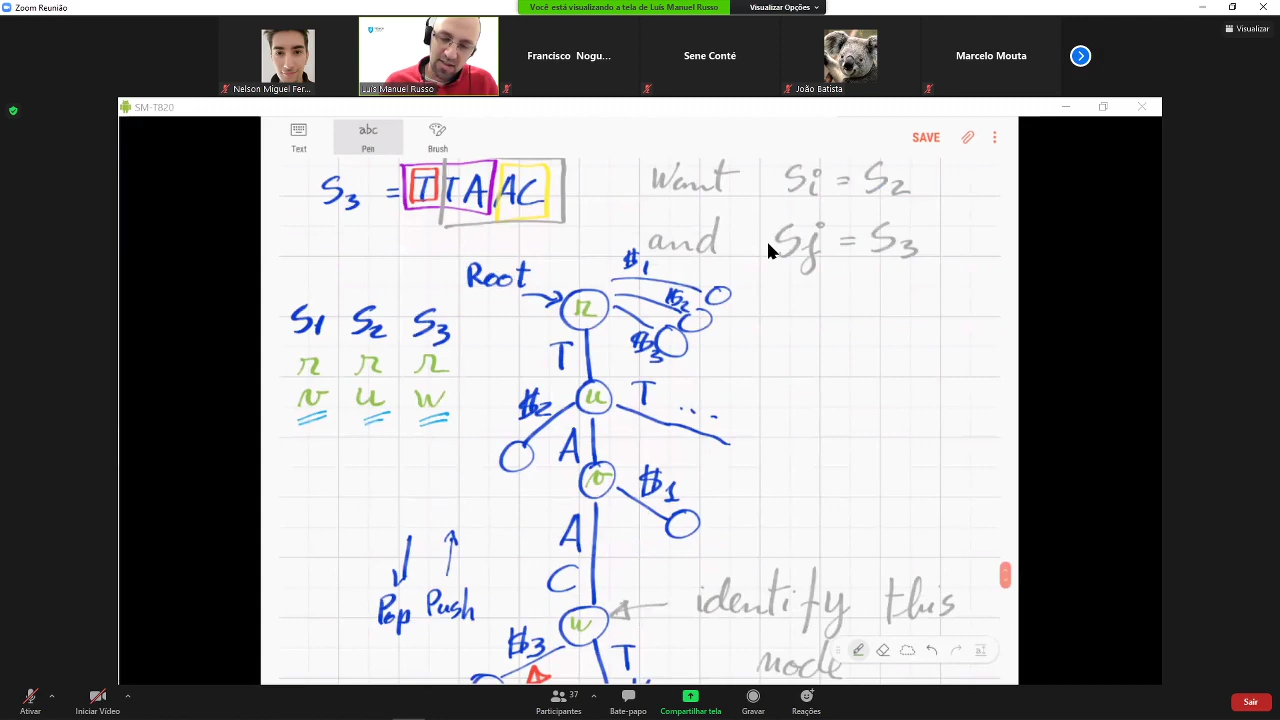 Zoom Reunião
Você está visualizando a tela de Luís Manuel Russo
Visualizar Opções
Visualizar
Nelson Miguel Fer...
Luís Manuel Russo
Francisco Nogu...
Sene Conté
João Batista
Marcelo Mouta
SM-T820
Text
abc
Pen
Brush
SAVE
S3 = TTAAC
Want Si = S2
and Sj = S3
Root
$1
$2
$3
r
S1 S2 S3
r r r
v u w
T
u
T ...
$2
A
v
$1
A
C
Pop Push
w
identify this
node
$3
T
Ativar
Iniciar Vídeo
Participantes
37
Bate-papo
Compartilhar tela
Gravar
Reações
Sair